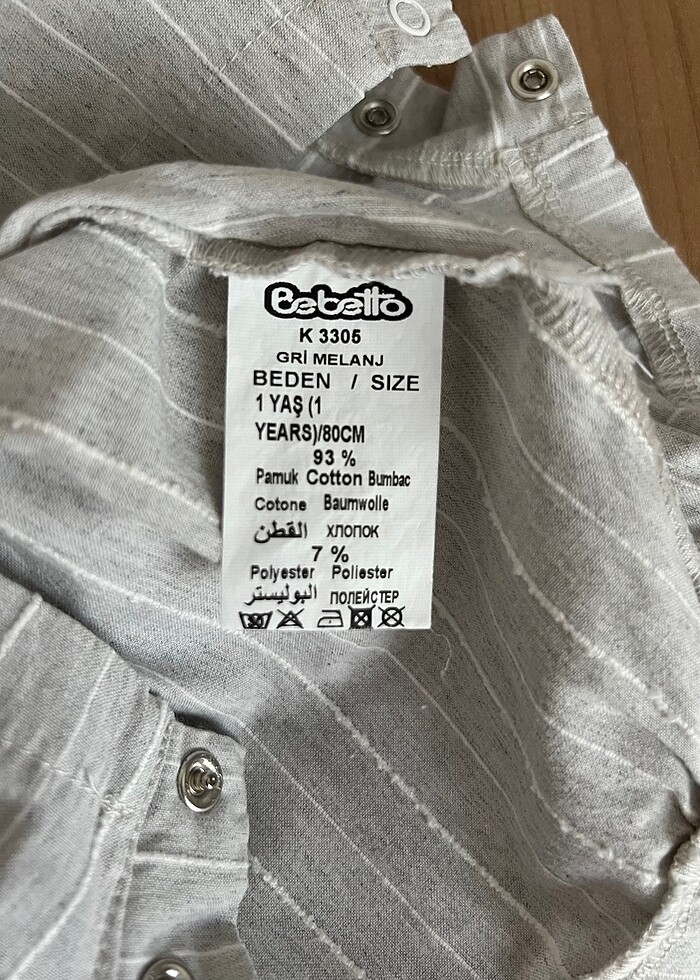 Bebetto
K 3305
GRİ MELANJ
BEDEN / SIZE
1 YAŞ (1
YEARS)/80CM
93 %
Pamuk Cotton Bumbac
Cotone Baumwolle
القطن хлопок
7 %
Polyester Poliester
البوليستر ПОЛЕЙСТЕР